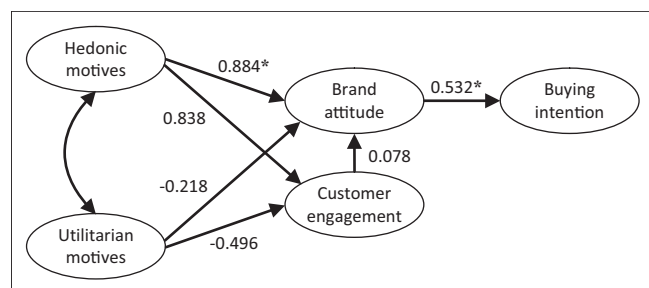 Hedonic
motives
0.884*
Brand
attitude
0.532*
Buying
intention
0.838
0.078
-0.218
Customer
engagement
Utilitarian
motives
-0.496